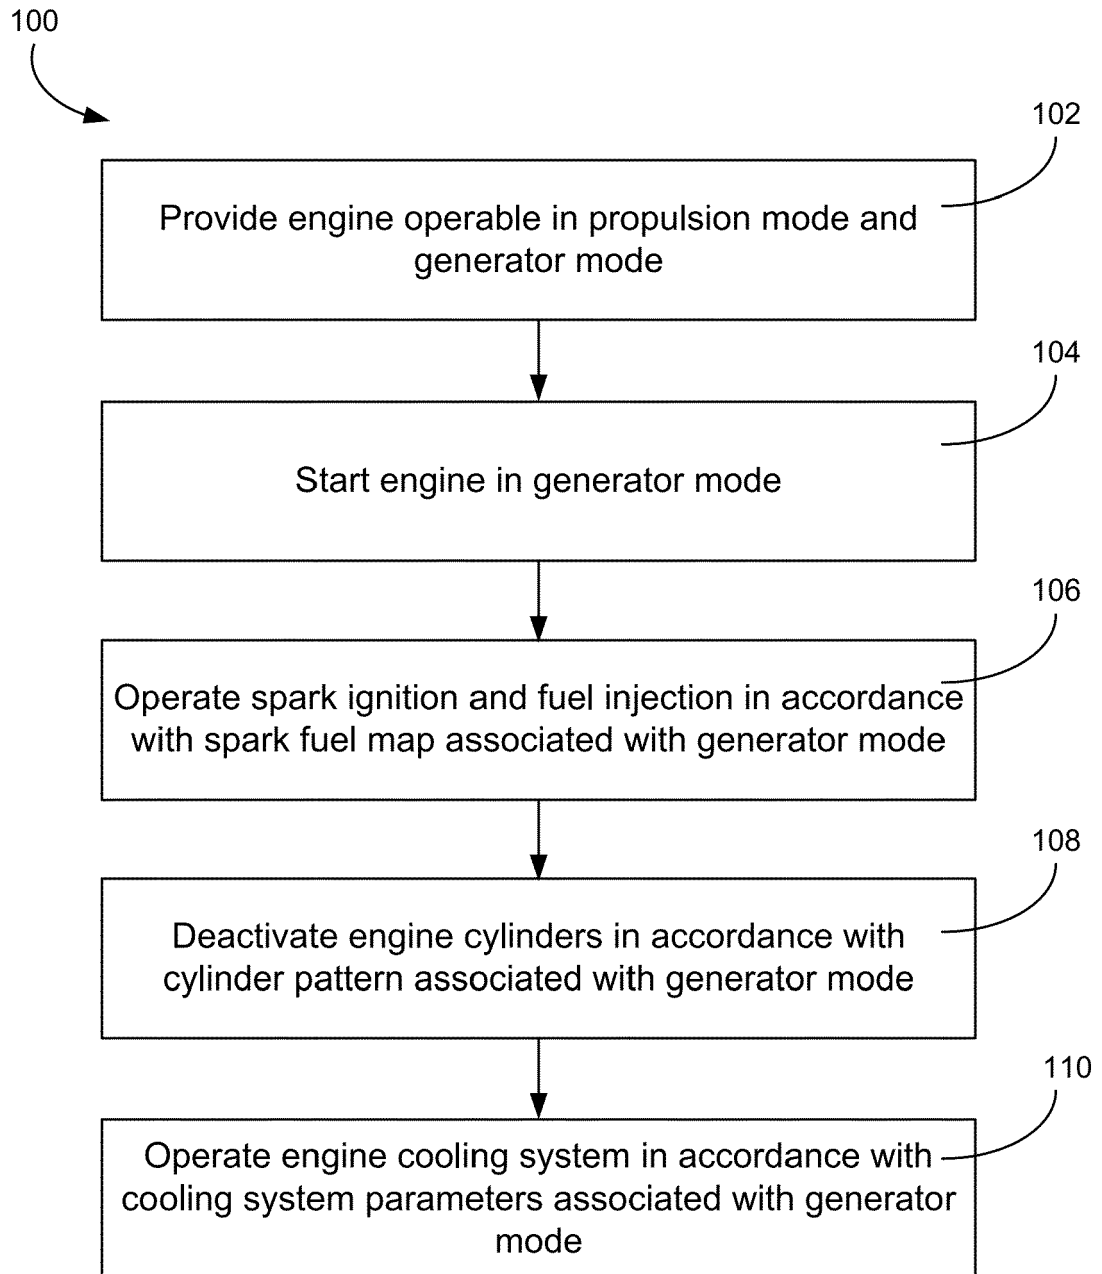 100
102
Provide engine operable in propulsion mode and
generator mode
104
Start engine in generator mode
106
Operate spark ignition and fuel injection in accordance
with spark fuel map associated with generator mode
108
Deactivate engine cylinders in accordance with
cylinder pattern associated with generator mode
110
Operate engine cooling system in accordance with
cooling system parameters associated with generator
mode